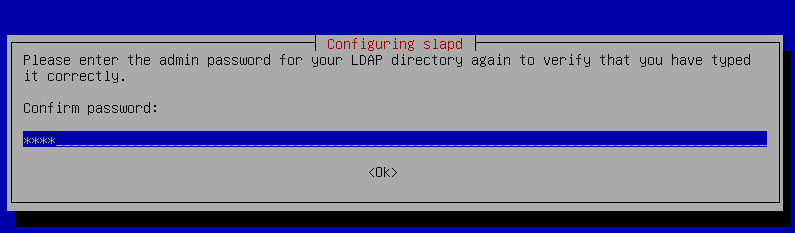 Configuring slapd
Please enter the admin password for your LDAP directory again to verify that you have typed
it correctly.
Confirm password:
****
<Ok>